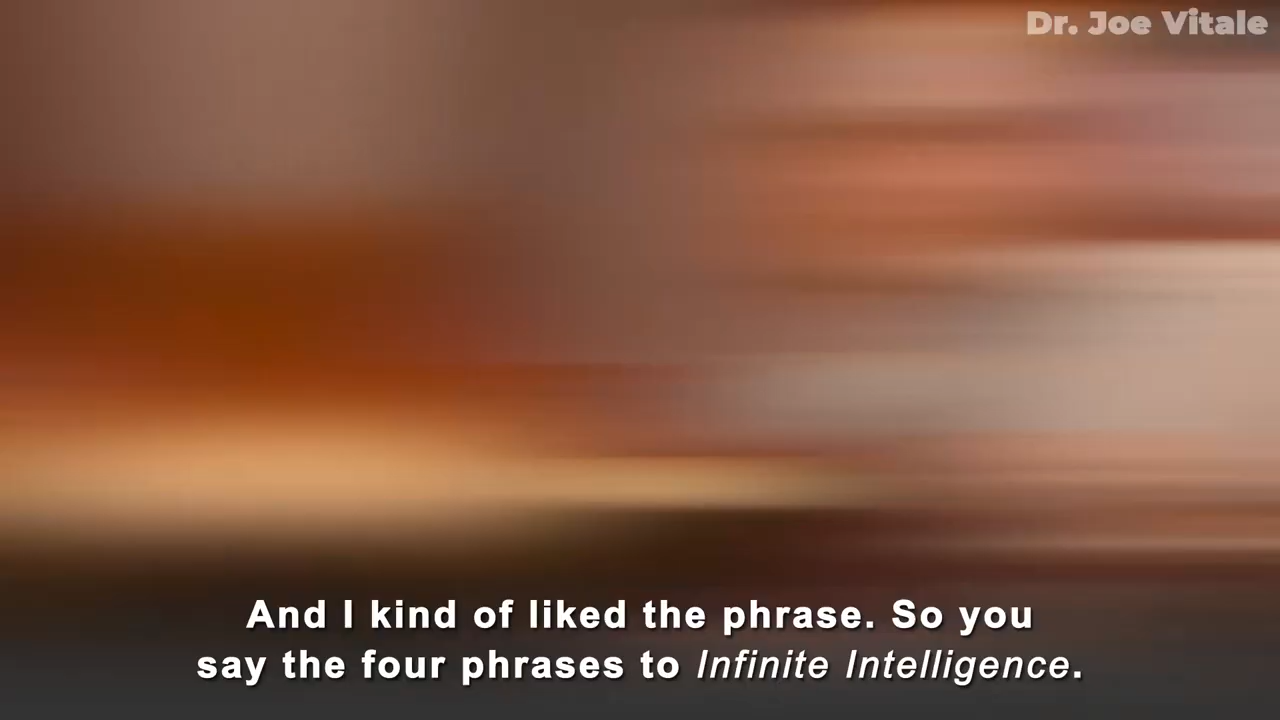 Dr. Joe Vitale
And I kind of liked the phrase. So you
say the four phrases to Infinite Intelligence.